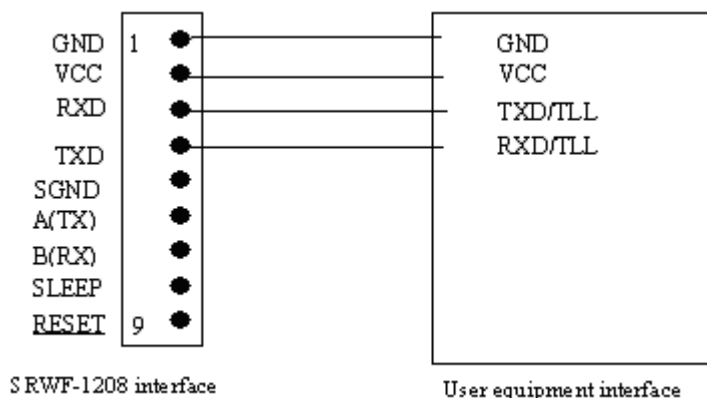 GND 1 GND
VCC VCC
RXD TXD/TLL
TXD RXD/TLL
SGND
A(TX)
B(RX)
SLEEP
RESET 9
SRWF-1208 interface
User equipment interface